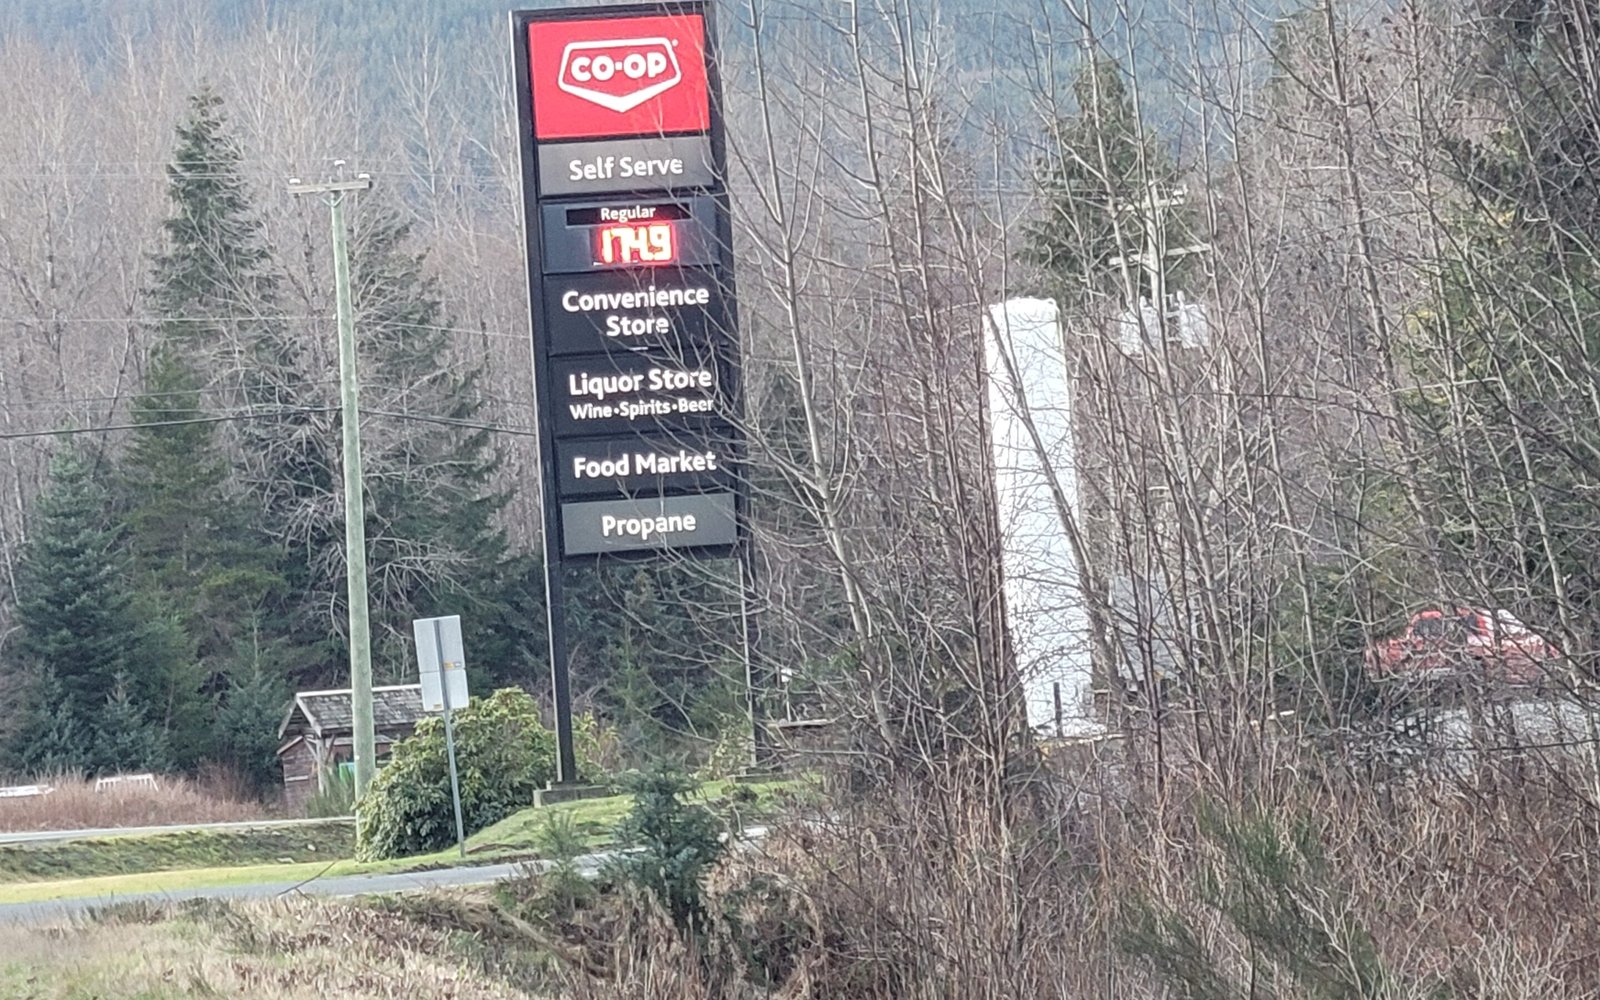 CO-OP
Self Serve
Regular
174.9
Convenience
Store
Liquor Store
Wine•Spirits•Beer
Food Market
Propane